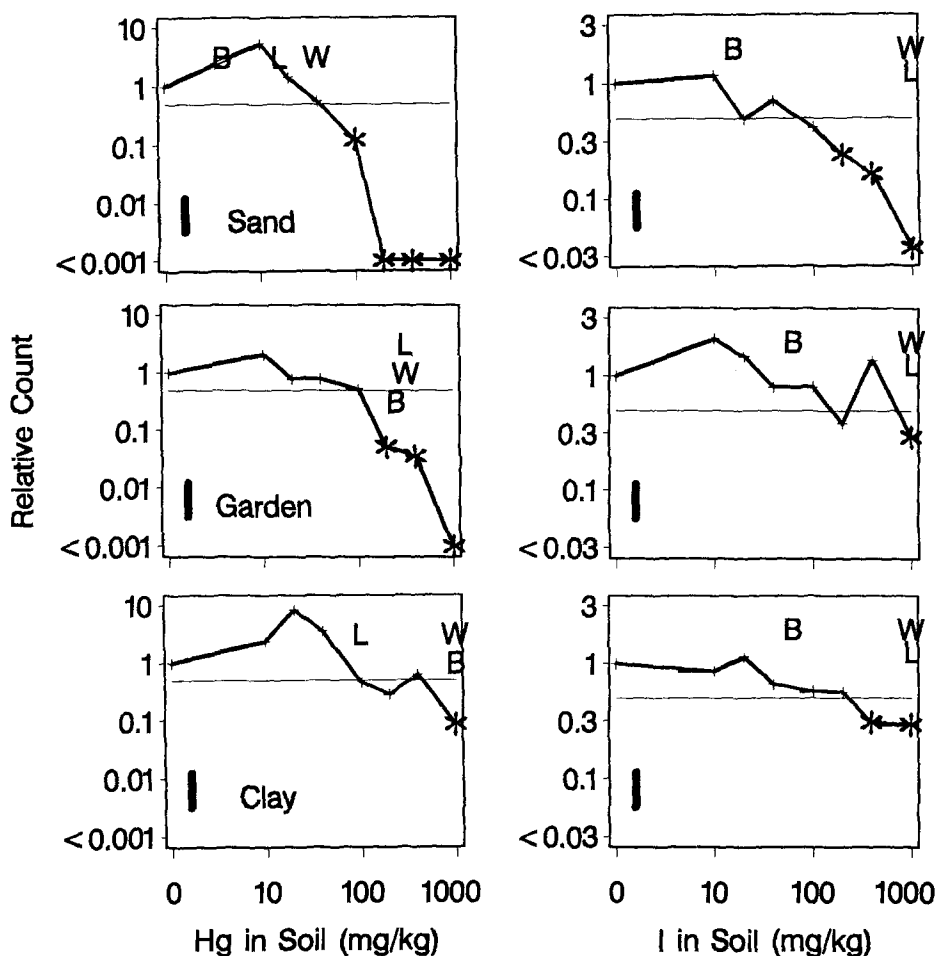 Relative Count
10
1
0.1
0.01
<0.001
B L W
Sand
3
1
0.3
0.1
<0.03
B W
L
10
1
0.1
0.01
<0.001
L
W
B
Garden
3
1
0.3
0.1
<0.03
B W
L
10
1
0.1
0.01
<0.001
L W
B
Clay
0 10 100 1000
Hg in Soil (mg/kg)
3
1
0.3
0.1
<0.03
B W
L
0 10 100 1000
I in Soil (mg/kg)